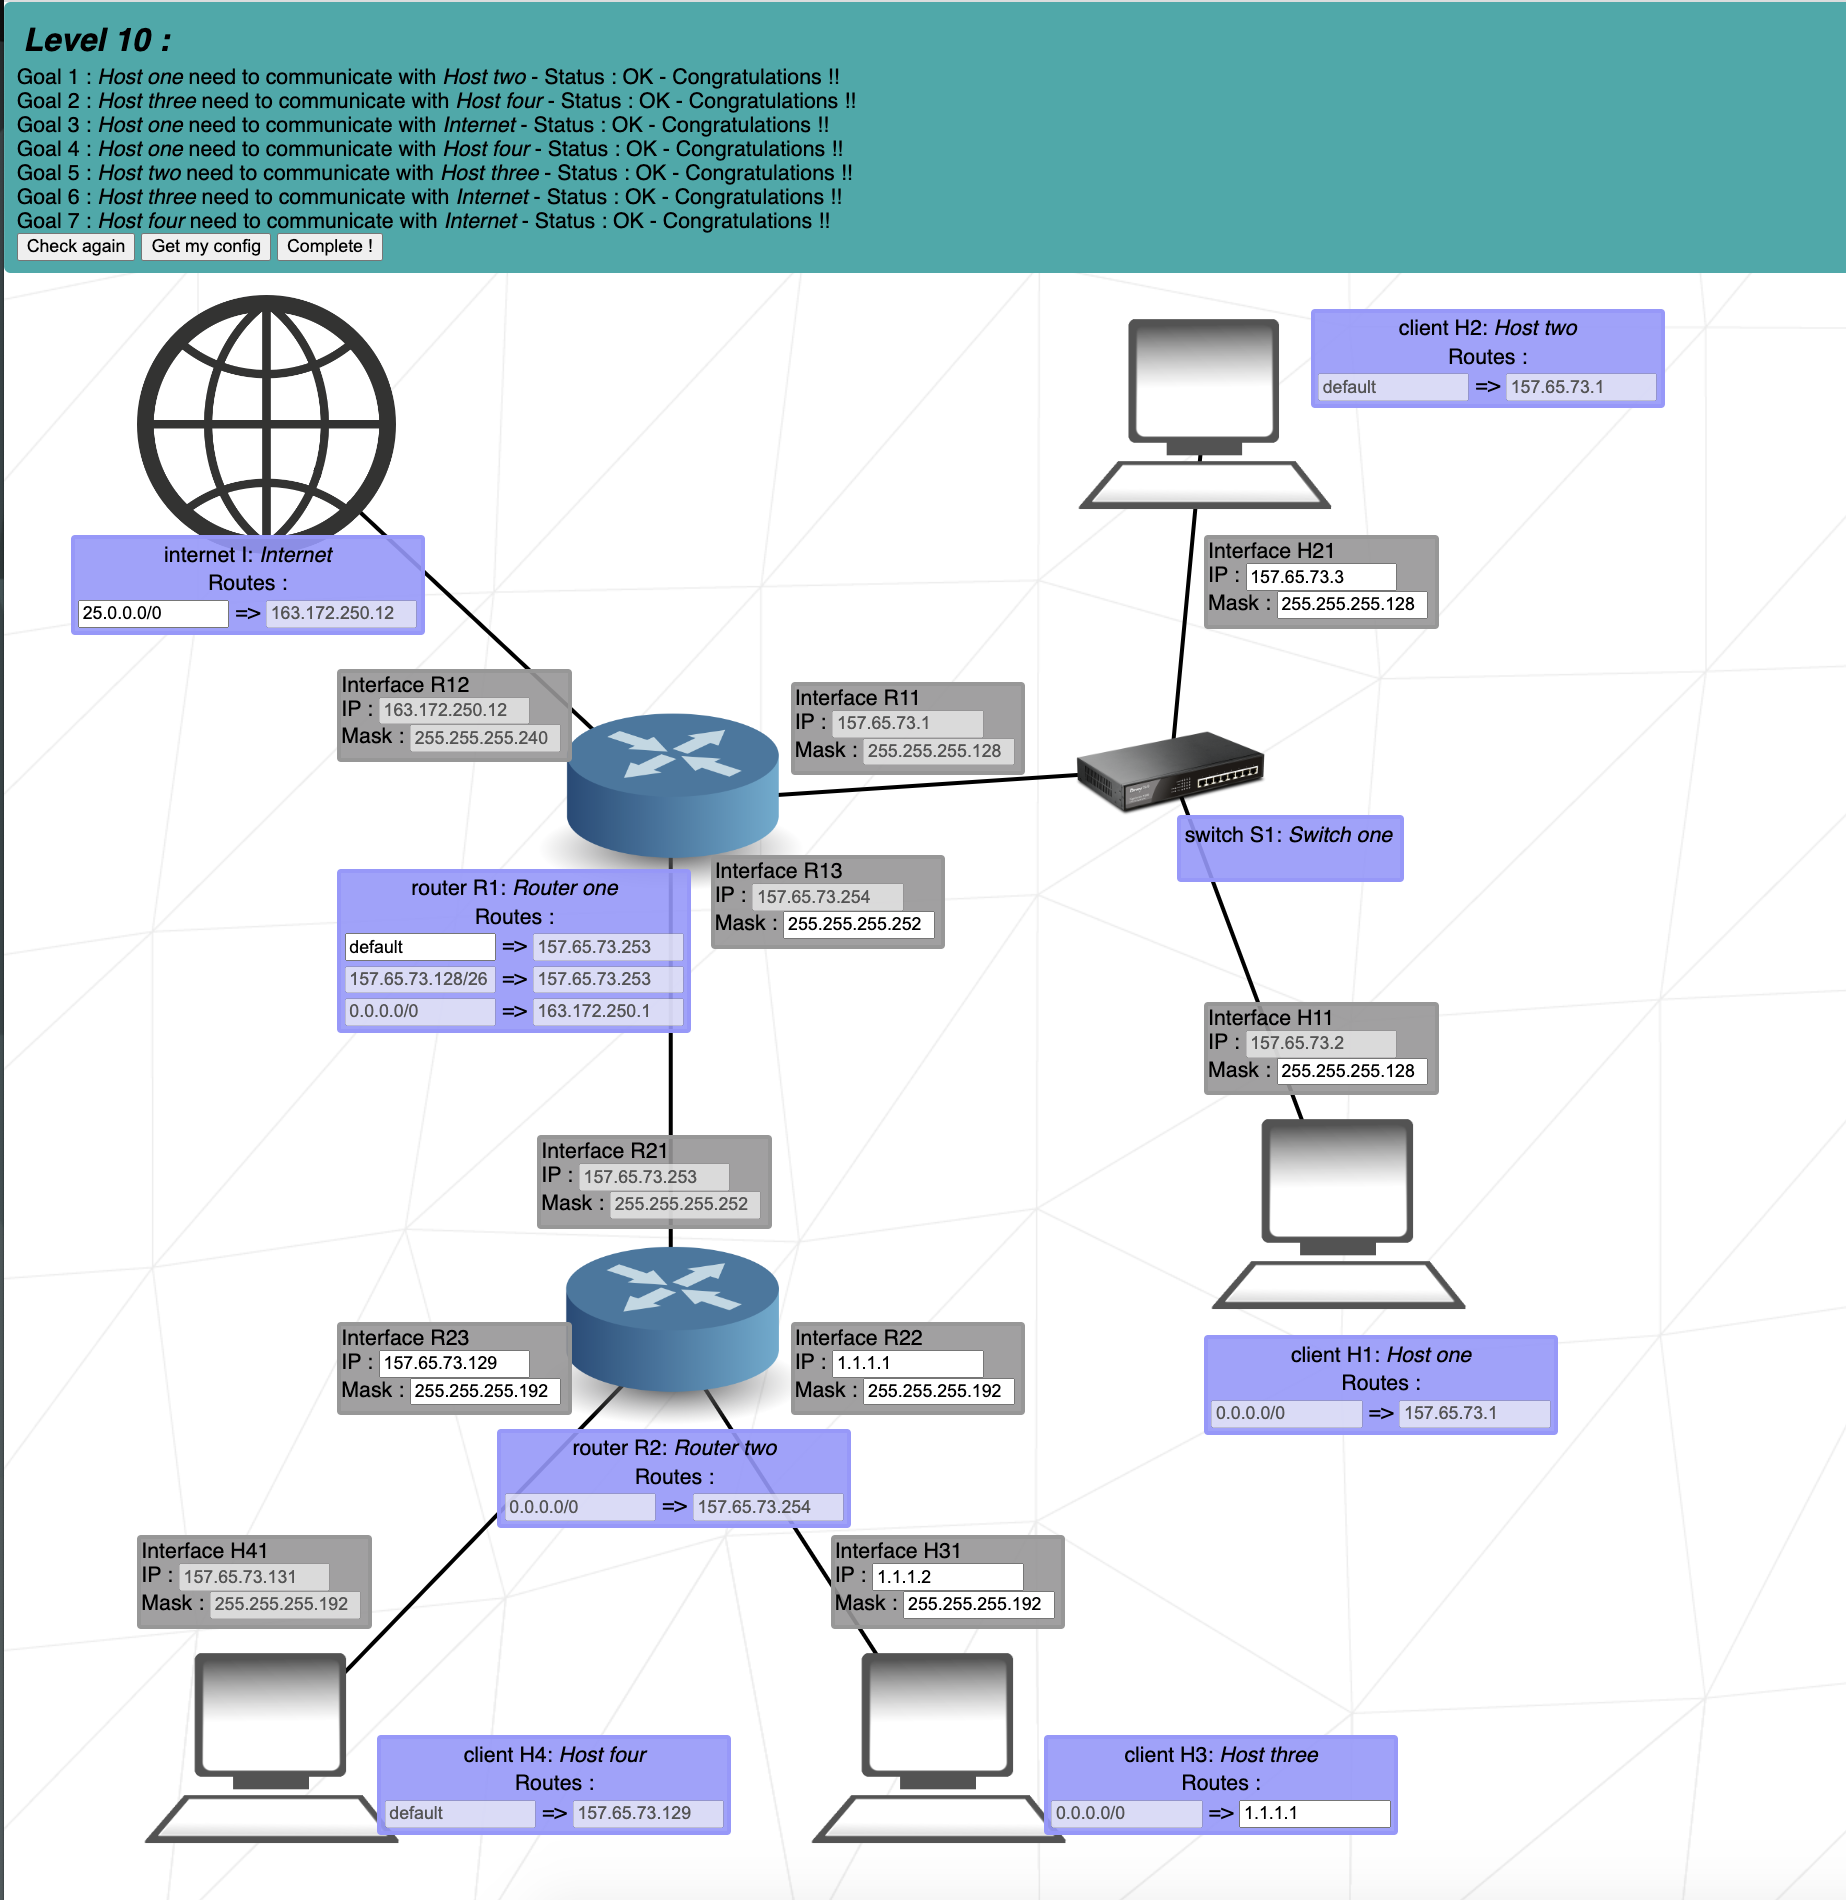 Level 10 :
Goal 1 : Host one need to communicate with Host two - Status : OK - Congratulations !!
Goal 2 : Host three need to communicate with Host four - Status : OK - Congratulations !!
Goal 3 : Host one need to communicate with Internet - Status : OK - Congratulations !!
Goal 4 : Host one need to communicate with Host four - Status : OK - Congratulations !!
Goal 5 : Host two need to communicate with Host three - Status : OK - Congratulations !!
Goal 6 : Host three need to communicate with Internet - Status : OK - Congratulations !!
Goal 7 : Host four need to communicate with Internet - Status : OK - Congratulations !!
Check again Get my config Complete !
client H2: Host two
Routes :
default => 157.65.73.1
internet I: Internet
Routes :
25.0.0.0/0 => 163.172.250.12
Interface H21
IP : 157.65.73.3
Mask : 255.255.255.128
Interface R12
IP : 163.172.250.12
Mask : 255.255.255.240
Interface R11
IP : 157.65.73.1
Mask : 255.255.255.128
switch S1: Switch one
Interface R13
IP : 157.65.73.254
Mask : 255.255.255.252
router R1: Router one
Routes :
default => 157.65.73.253
157.65.73.128/26 => 157.65.73.253
0.0.0.0/0 => 163.172.250.1
Interface H11
IP : 157.65.73.2
Mask : 255.255.255.128
Interface R21
IP : 157.65.73.253
Mask : 255.255.255.252
Interface R23
IP : 157.65.73.129
Mask : 255.255.255.192
Interface R22
IP : 1.1.1.1
Mask : 255.255.255.192
client H1: Host one
Routes :
0.0.0.0/0 => 157.65.73.1
router R2: Router two
Routes :
0.0.0.0/0 => 157.65.73.254
Interface H41
IP : 157.65.73.131
Mask : 255.255.255.192
Interface H31
IP : 1.1.1.2
Mask : 255.255.255.192
client H4: Host four
Routes :
default => 157.65.73.129
client H3: Host three
Routes :
0.0.0.0/0 => 1.1.1.1